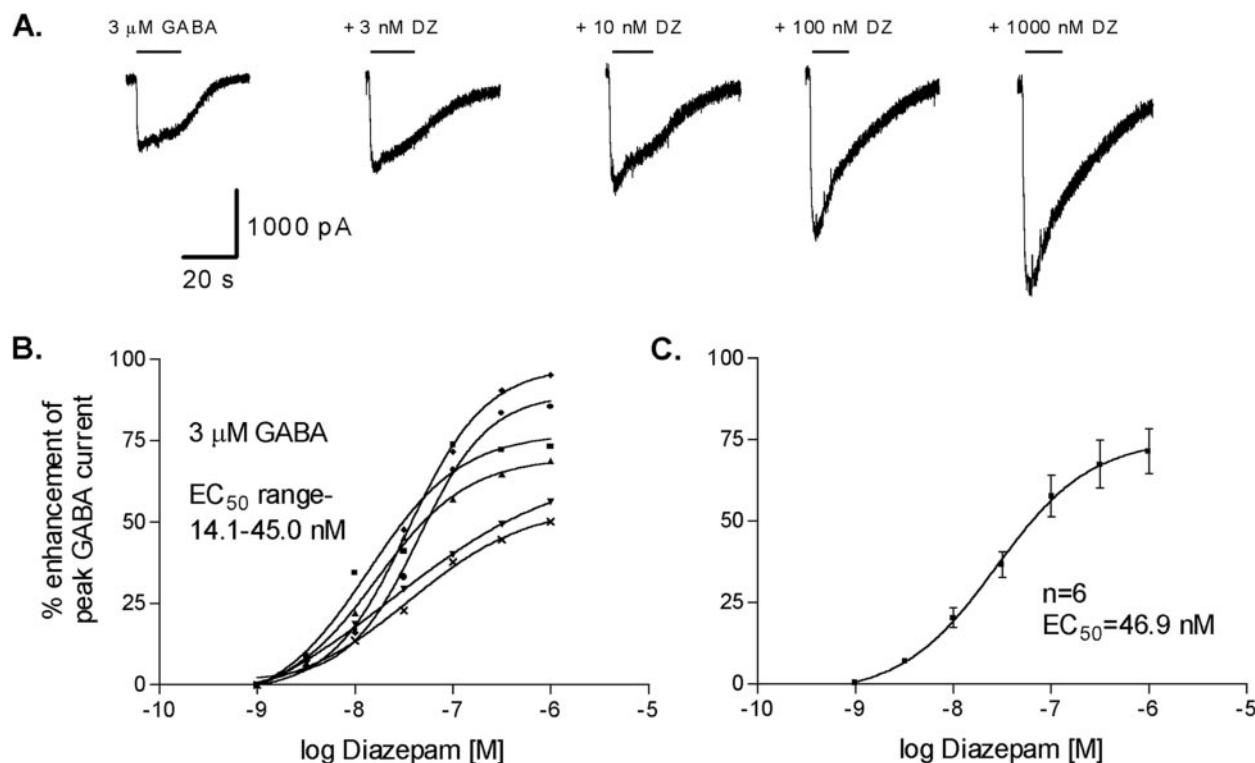 A.
3 μM GABA
+ 3 nM DZ
+ 10 nM DZ
+ 100 nM DZ
+ 1000 nM DZ
1000 pA
20 s
B.
% enhancement of
peak GABA current
100
75
50
25
0
3 μM GABA
EC50 range-
14.1-45.0 nM
-10
-9
-8
-7
-6
-5
log Diazepam [M]
C.
100
75
50
25
0
n=6
EC50=46.9 nM
-10
-9
-8
-7
-6
-5
log Diazepam [M]